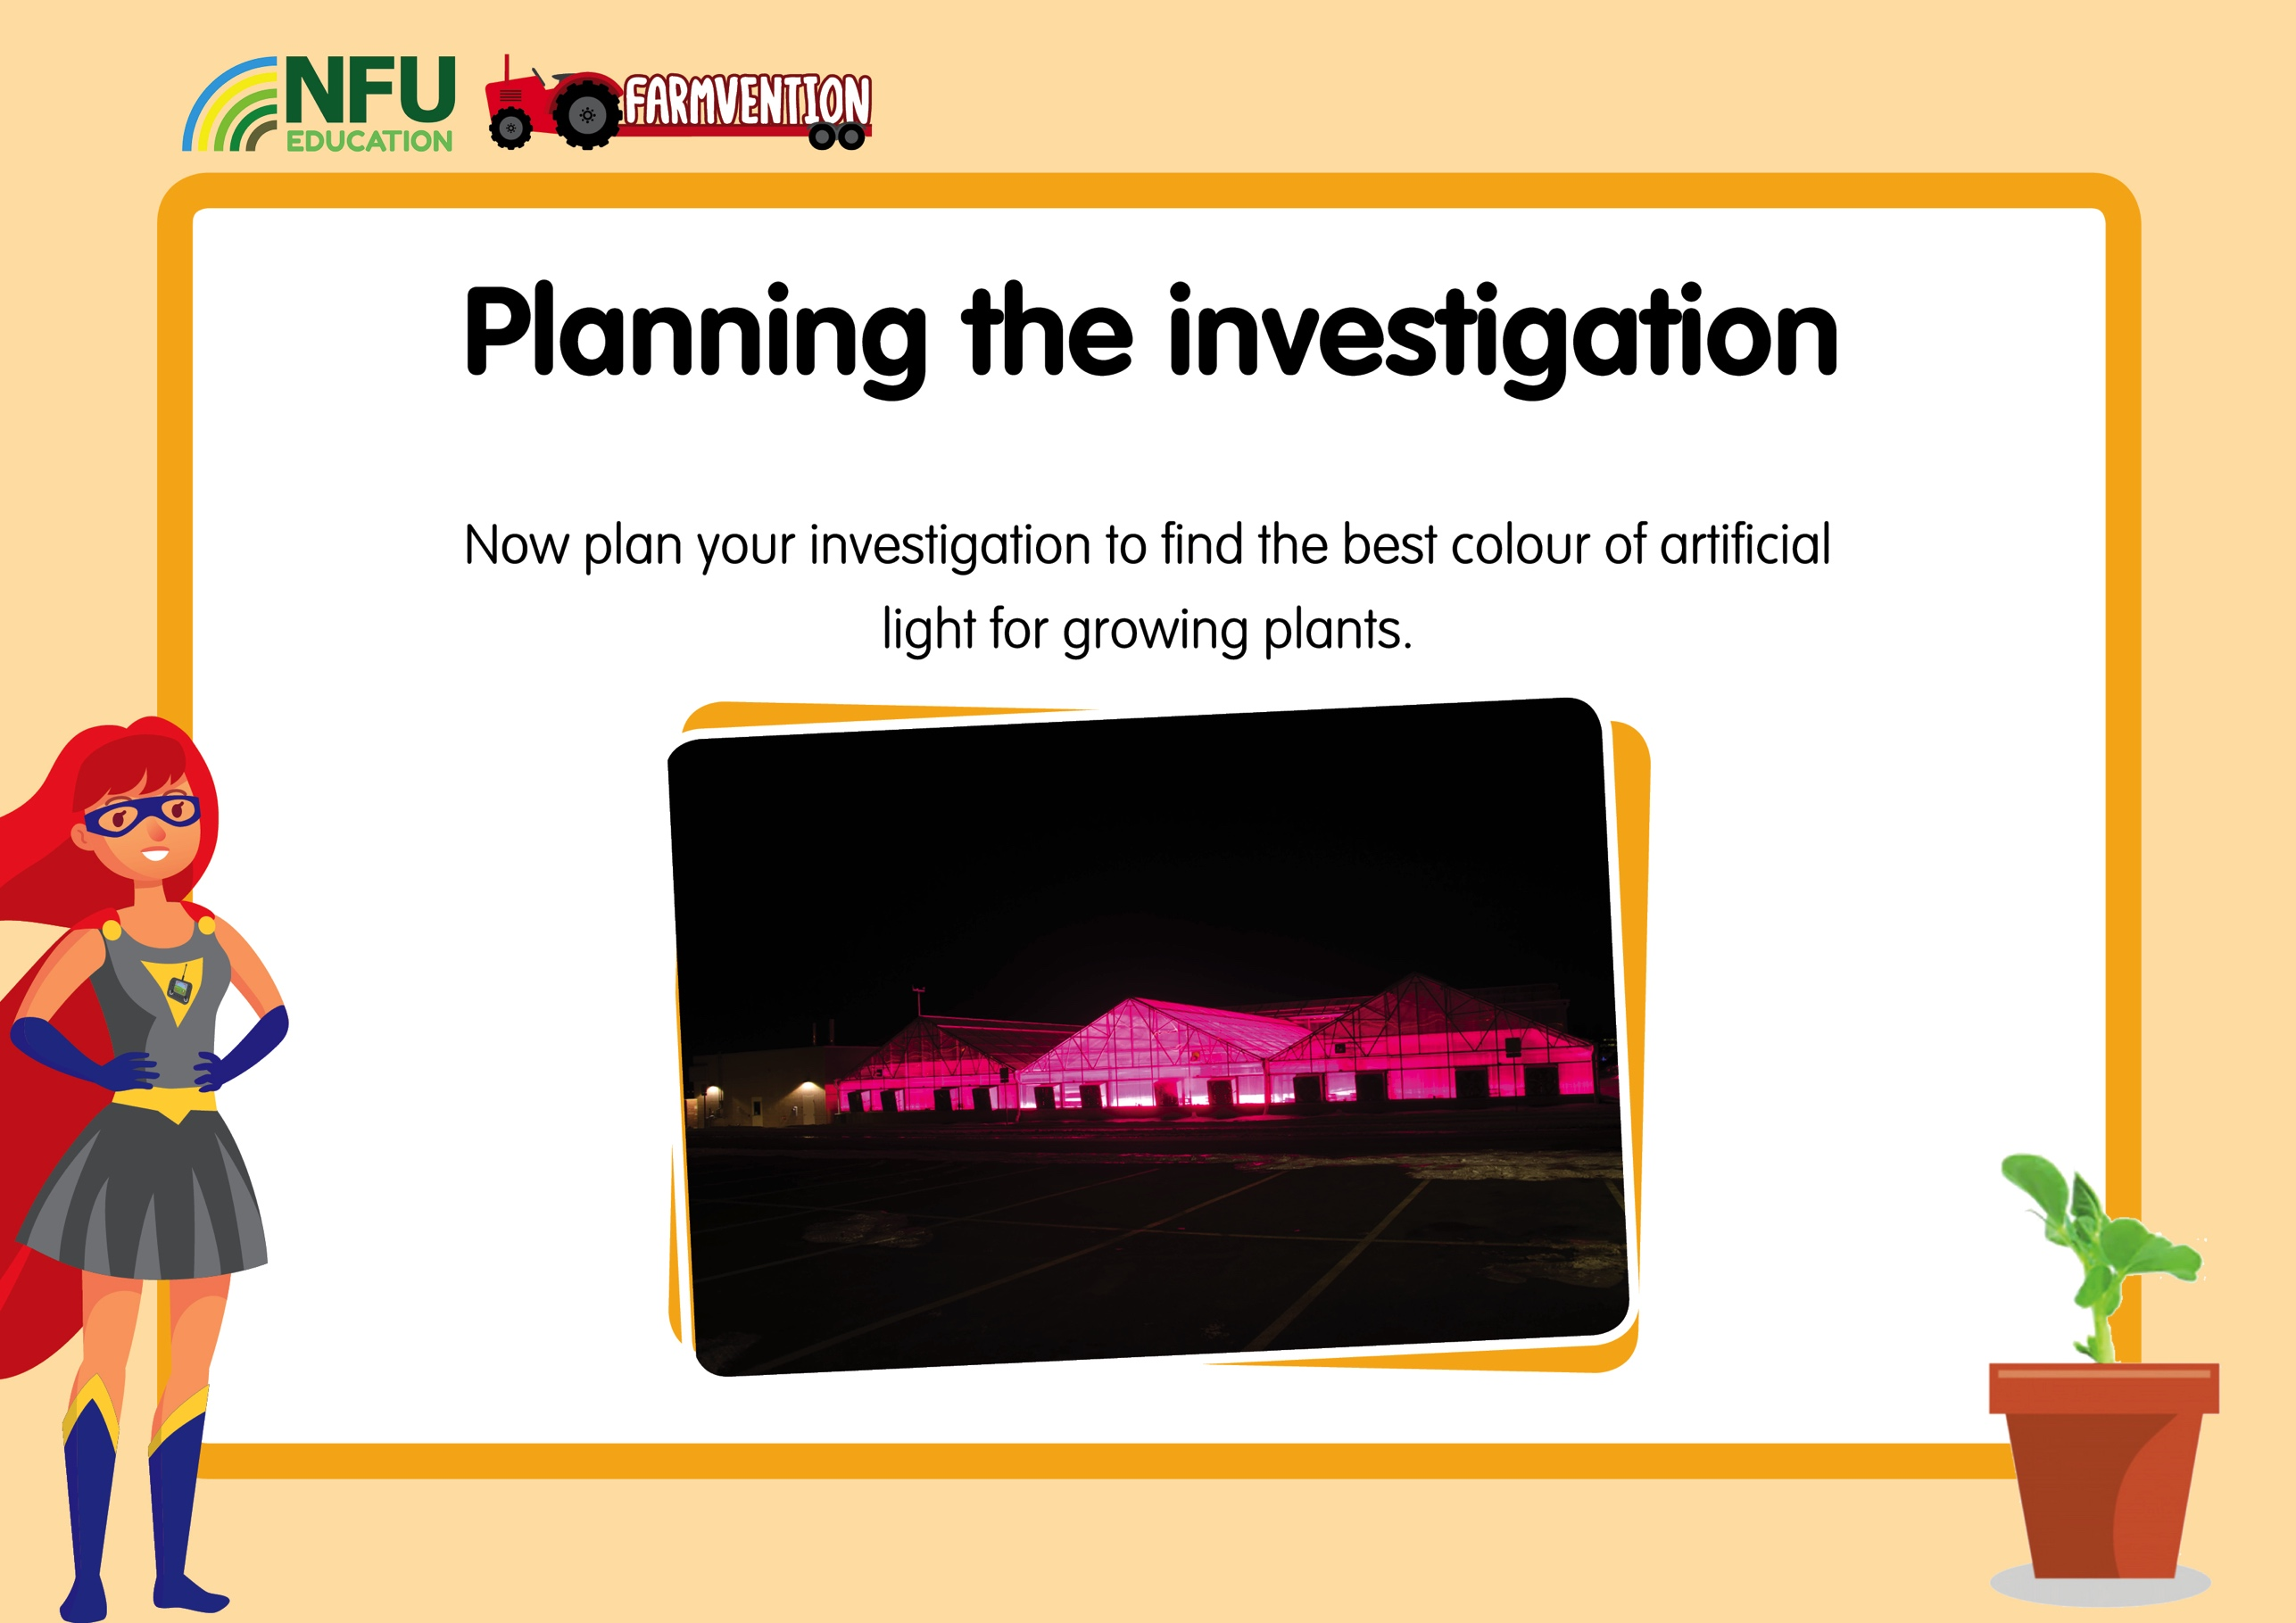 NFU
EDUCATION
FARMVENTION
Planning the investigation
Now plan your investigation to find the best colour of artificial
light for growing plants.